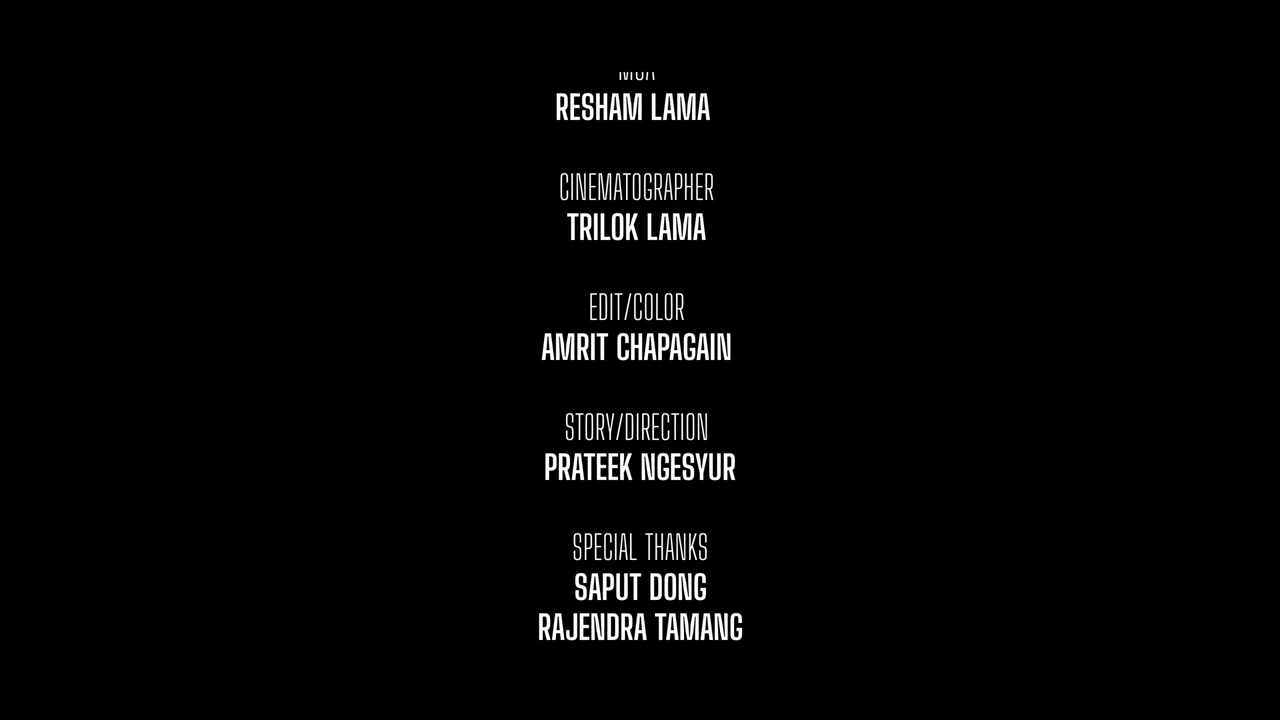 MUA
RESHAM LAMA
CINEMATOGRAPHER
TRILOK LAMA
EDIT/COLOR
AMRIT CHAPAGAIN
STORY/DIRECTION
PRATEEK NGESYUR
SPECIAL THANKS
SAPUT DONG
RAJENDRA TAMANG